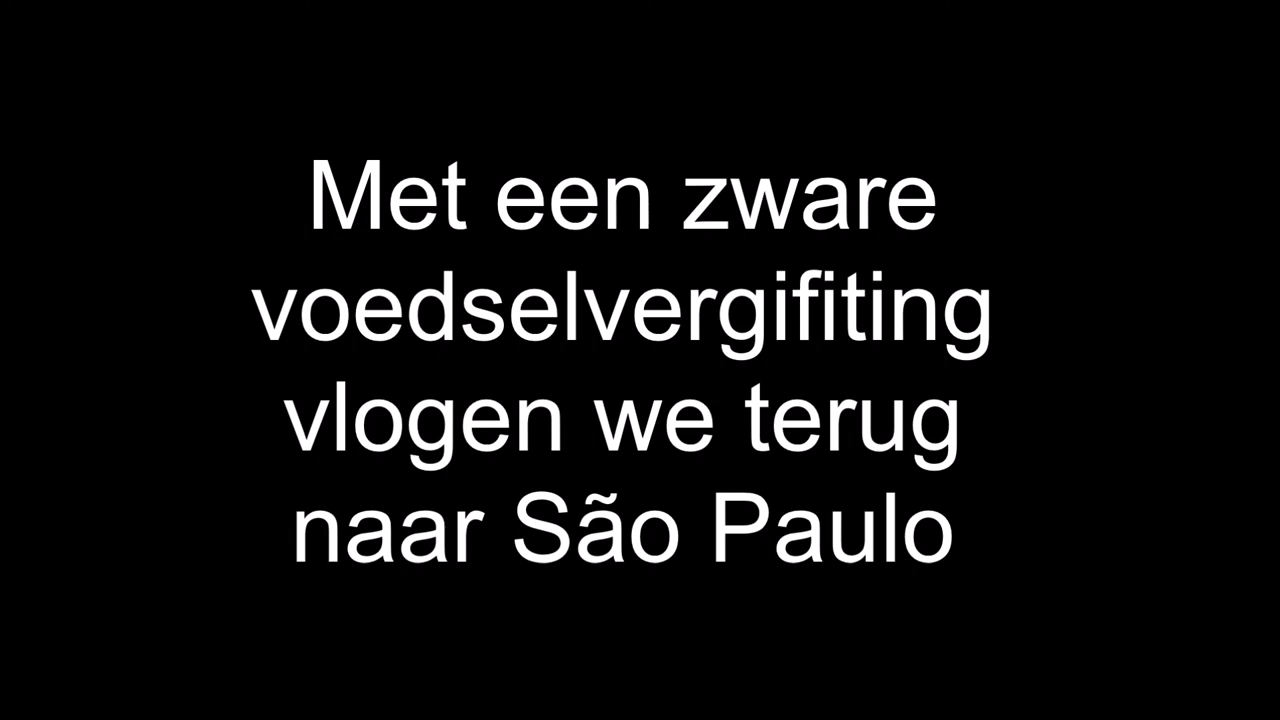 Met een zware
voedselvergifiting
vlogen we terug
naar São Paulo